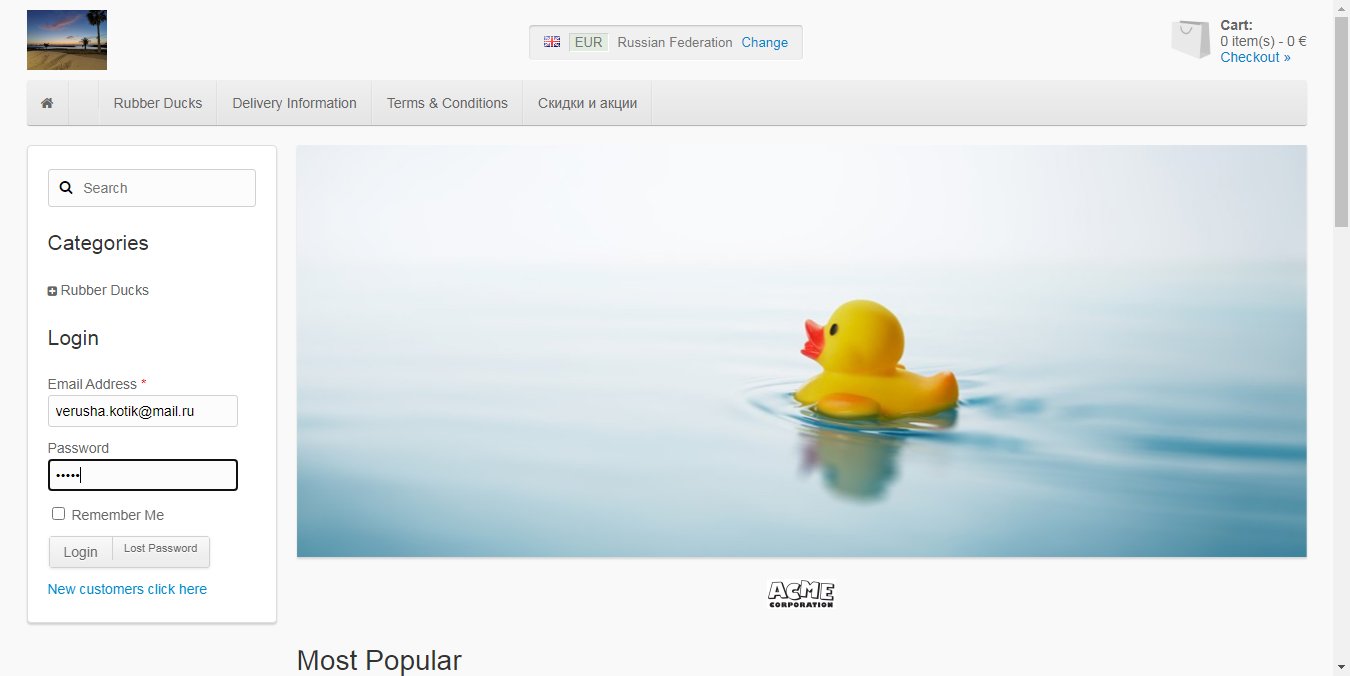 EUR Russian Federation Change
Cart:
0 item(s) - 0 €
Checkout »
Rubber Ducks Delivery Information Terms & Conditions Скидки и акции
Search
Categories
Rubber Ducks
Login
Email Address *
verusha.kotik@mail.ru
Password
•••••
Remember Me
Login Lost Password
New customers click here
ACME
CORPORATION
Most Popular